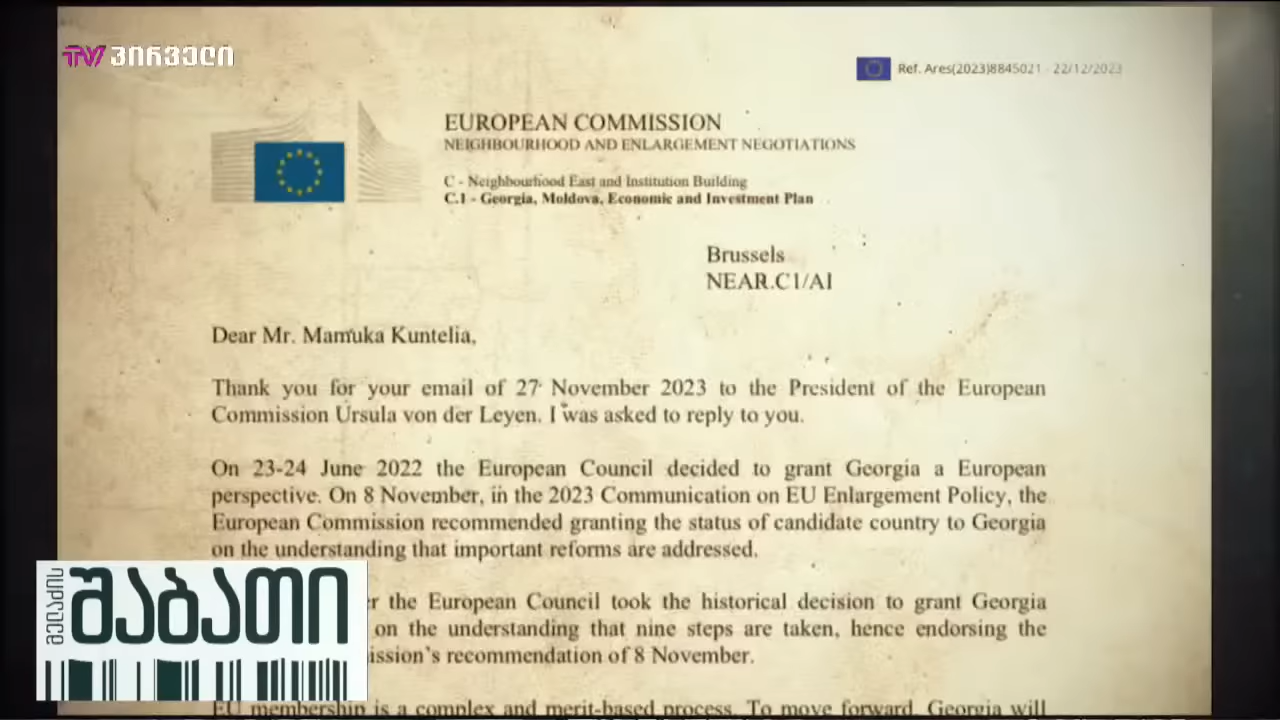 TV პირველი
Ref. Ares(2023)8845021 - 22/12/2023
EUROPEAN COMMISSION
NEIGHBOURHOOD AND ENLARGEMENT NEGOTIATIONS
C - Neighbourhood East and Institution Building
C.1 - Georgia, Moldova, Economic and Investment Plan
Brussels
NEAR.C1/AI
Dear Mr. Mamuka Kuntelia,
Thank you for your email of 27 November 2023 to the President of the European
Commission Ursula von der Leyen. I was asked to reply to you.
On 23-24 June 2022 the European Council decided to grant Georgia a European
perspective. On 8 November, in the 2023 Communication on EU Enlargement Policy, the
European Commission recommended granting the status of candidate country to Georgia
on the understanding that important reforms are addressed.
the European Council took the historical decision to grant Georgia
on the understanding that nine steps are taken, hence endorsing the
recommendation of 8 November.
EU membership is a complex and merit-based process. To move forward, Georgia will
შაბათი